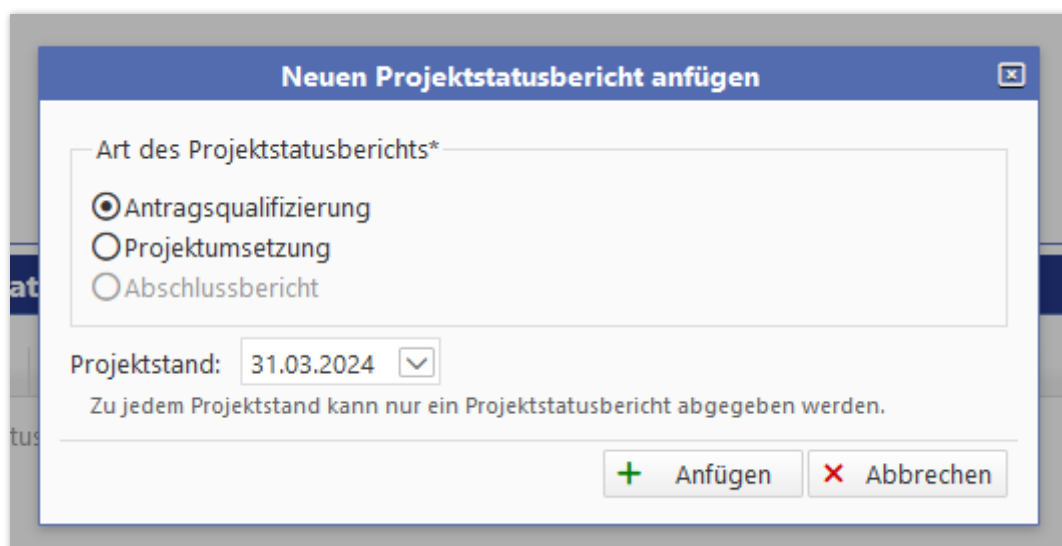 Neuen Projektstatusbericht anfügen
Art des Projektstatusberichts*
Antragsqualifizierung
Projektumsetzung
Abschlussbericht
Projektstand: 31.03.2024
Zu jedem Projektstand kann nur ein Projektstatusbericht abgegeben werden.
Anfügen Abbrechen